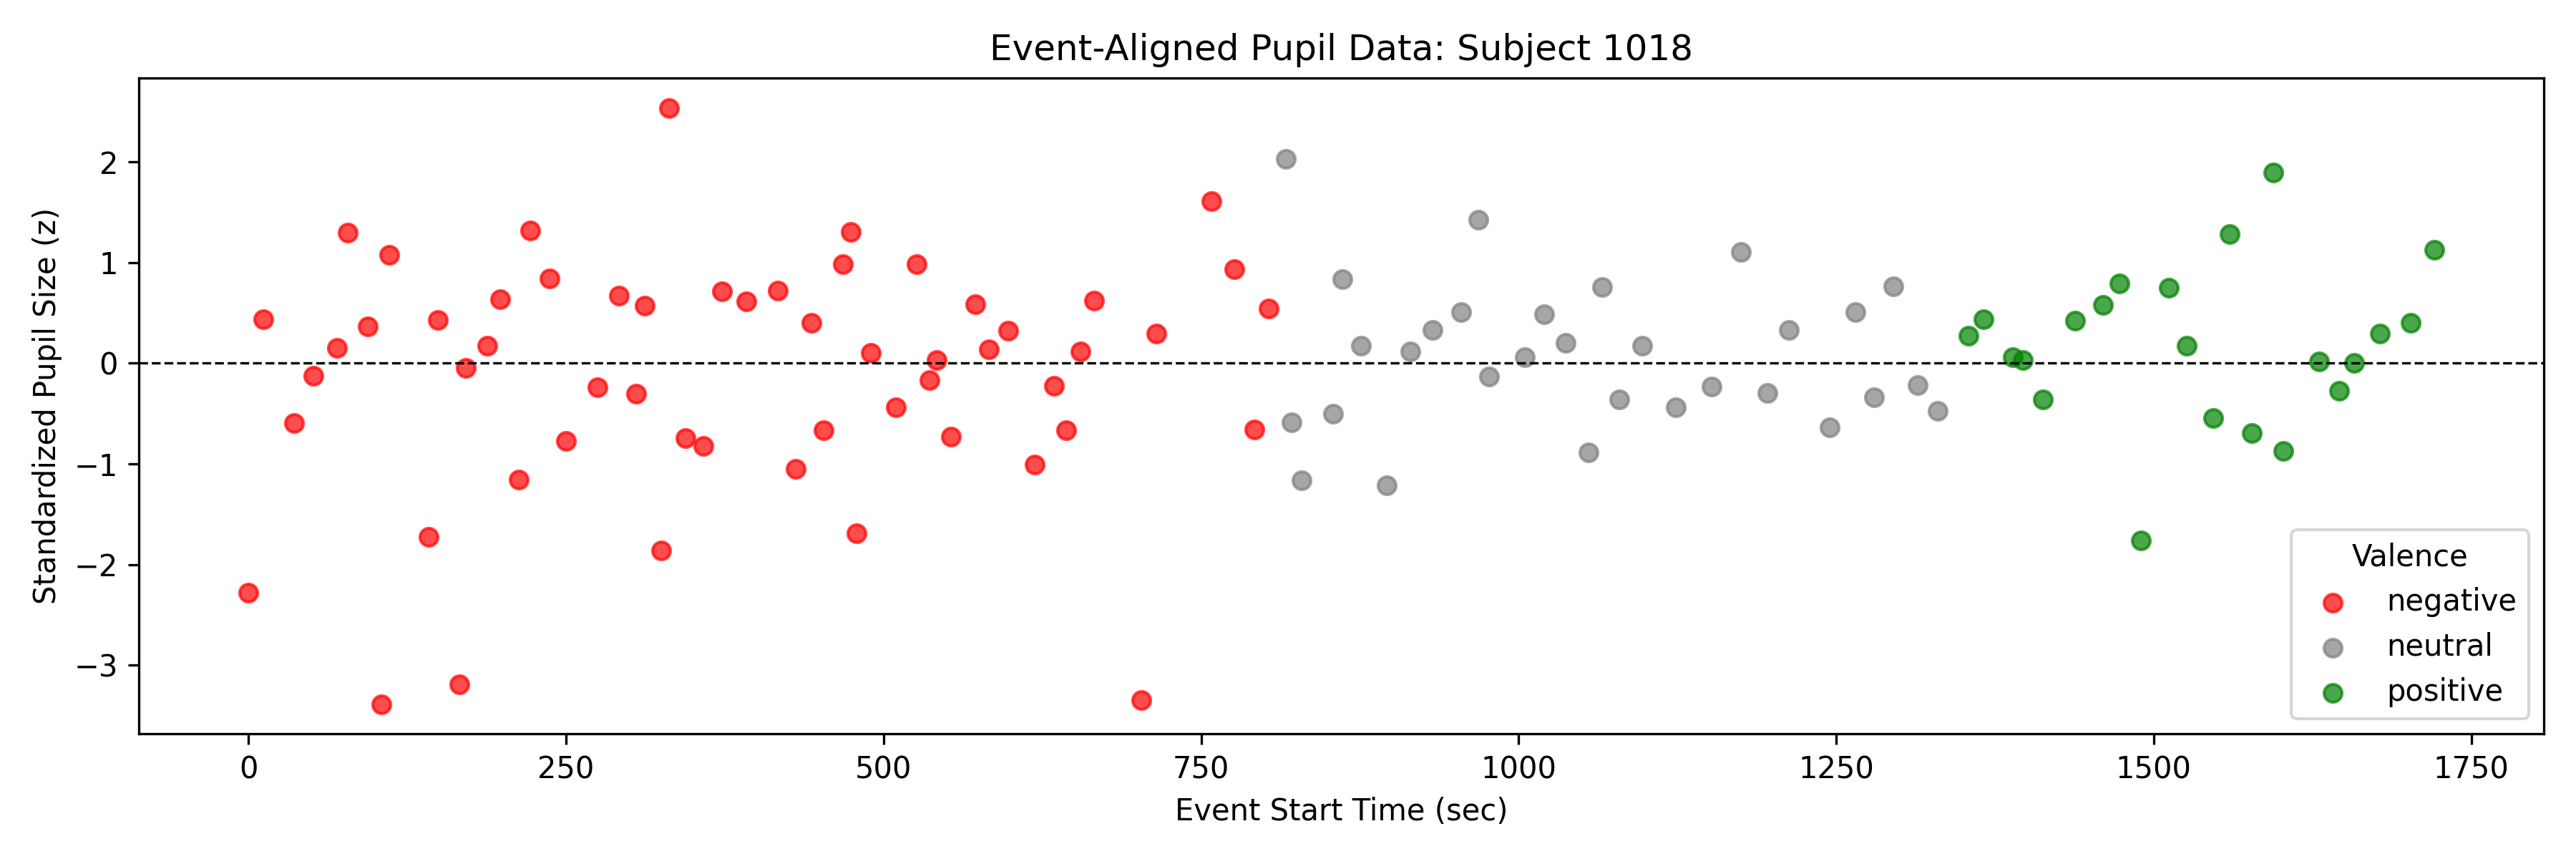 Event-Aligned Pupil Data: Subject 1018
Standardized Pupil Size (z)
2
1
0
−1
−2
−3
Valence
negative
neutral
positive
0 250 500 750 1000 1250 1500 1750
Event Start Time (sec)